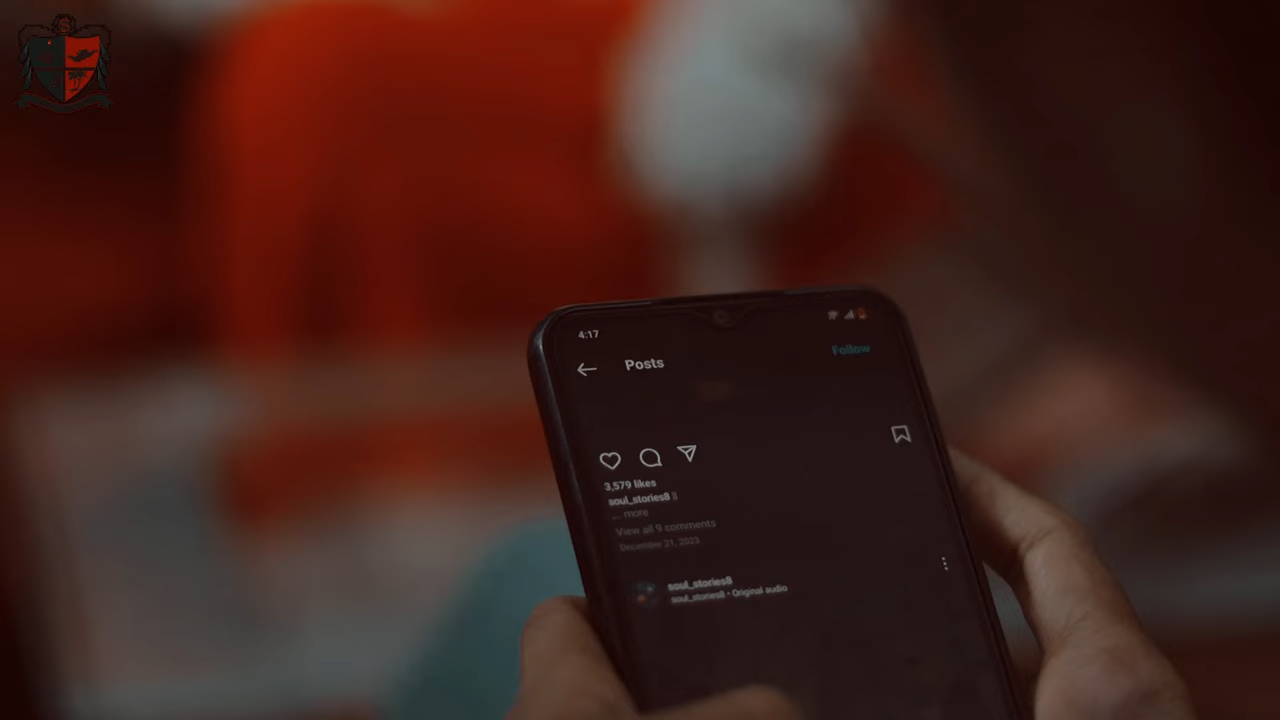 4:17
Posts
Follow
3,579 likes
soul_stories8
... more
View all 9 comments
December 21, 2023
soul_stories8
soul_stories8 • Original audio